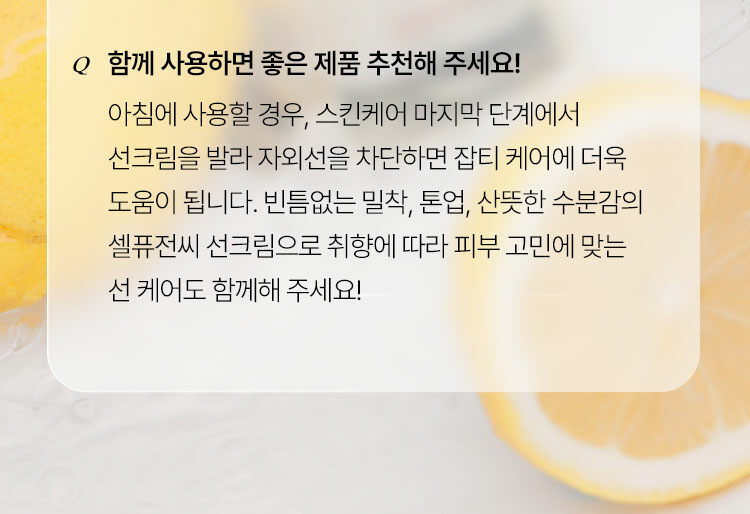 Q 함께 사용하면 좋은 제품 추천해 주세요!
아침에 사용할 경우, 스킨케어 마지막 단계에서
선크림을 발라 자외선을 차단하면 잡티 케어에 더욱
도움이 됩니다. 빈틈없는 밀착, 톤업, 산뜻한 수분감의
셀퓨전씨 선크림으로 취향에 따라 피부 고민에 맞는
선 케어도 함께해 주세요!